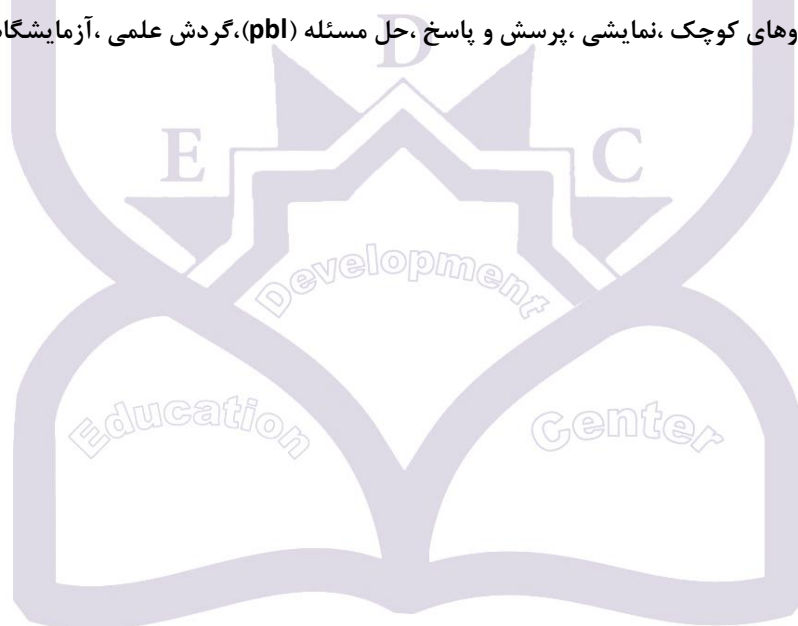 وهای کوچک ،نمایشی ،پرسش و پاسخ ،حل مسئله (pbl)،گردش علمی ،آزمایشگا
E D C
Development
Education Center